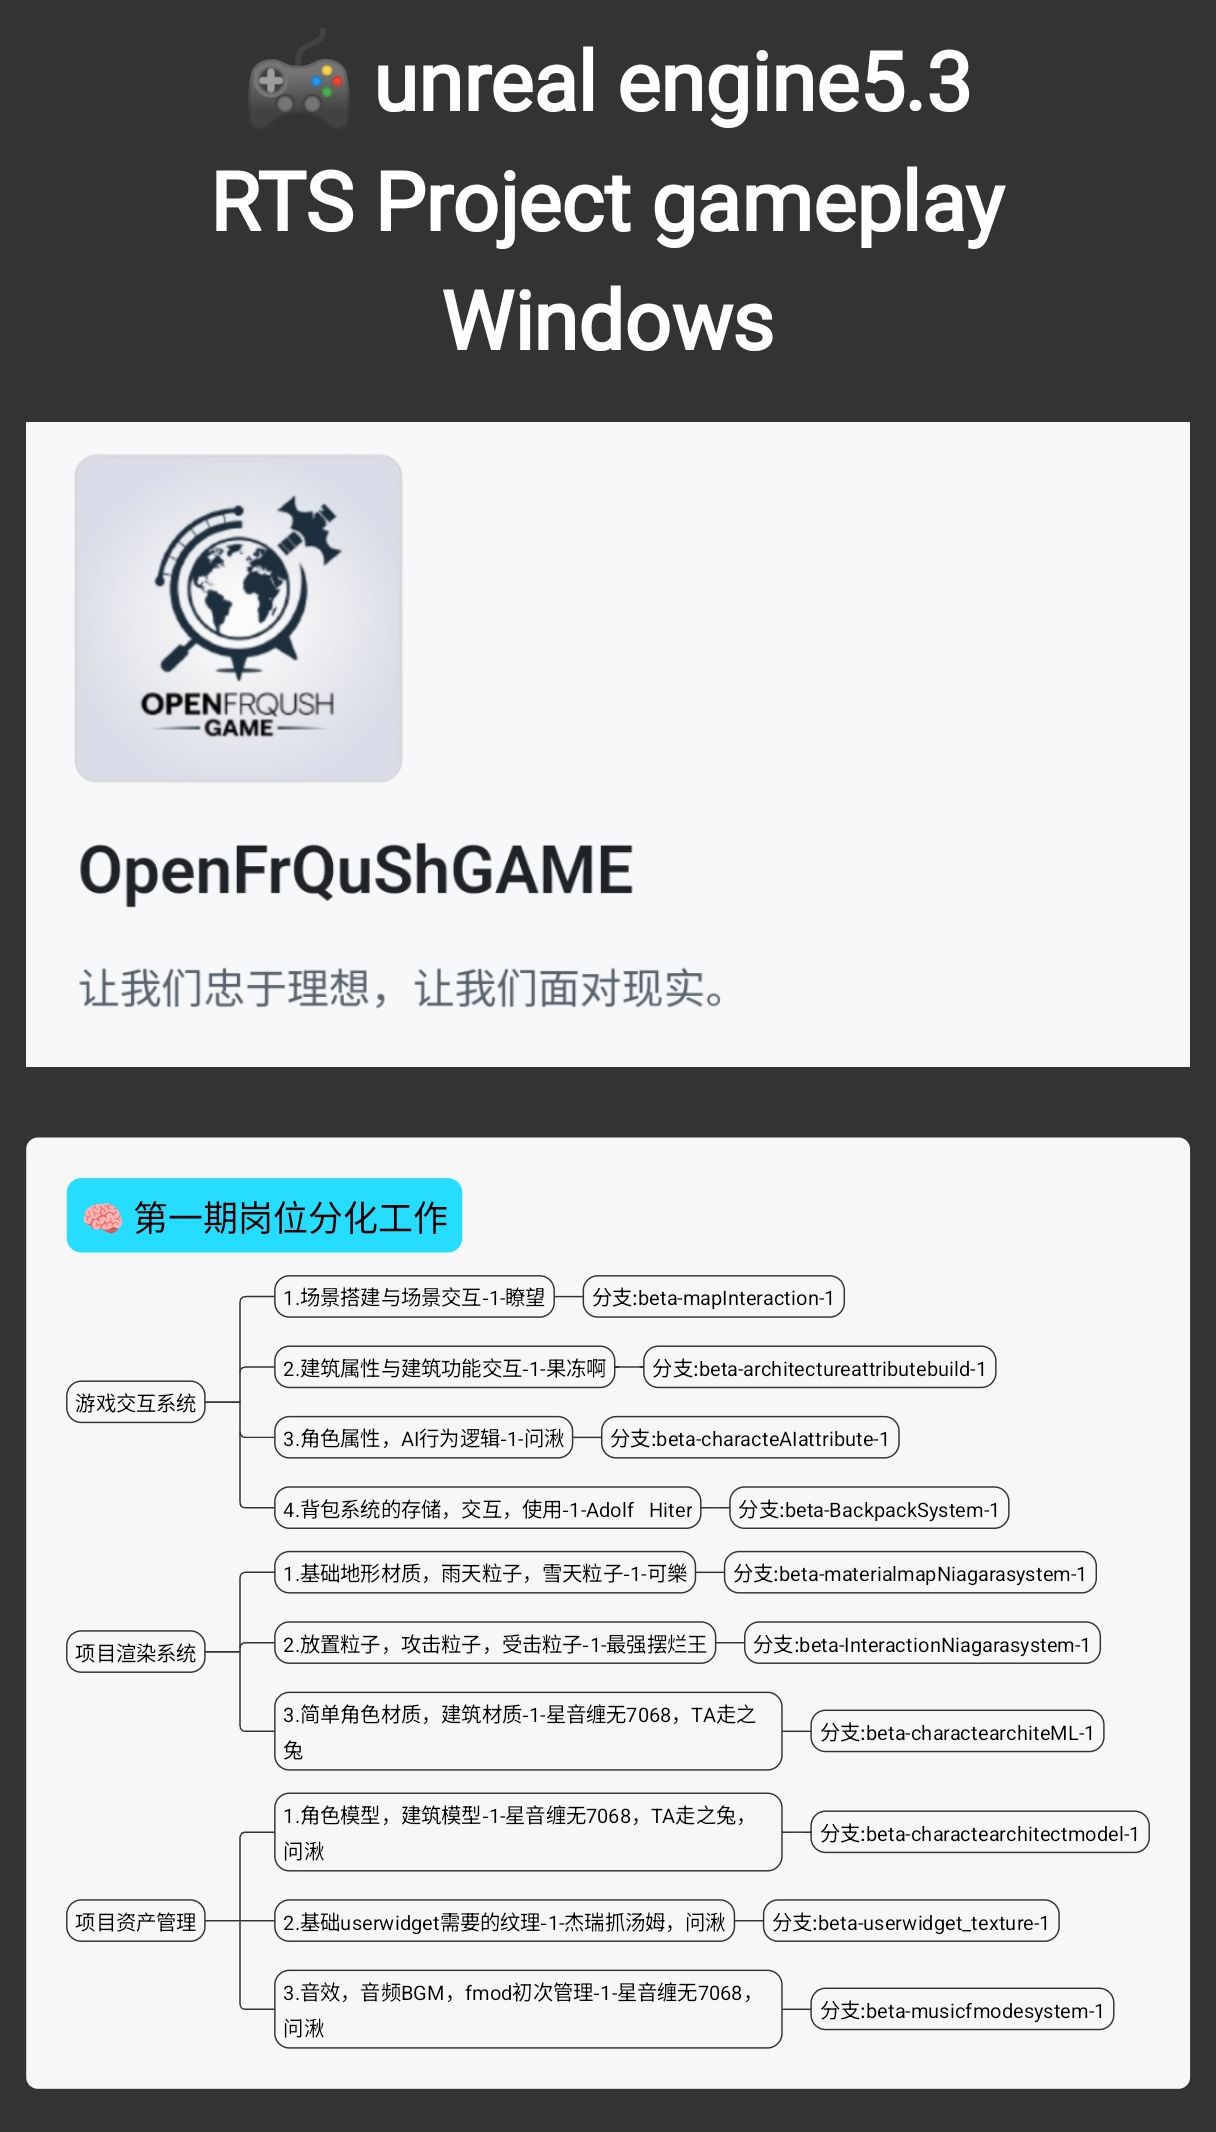 🎮 unreal engine5.3
RTS Project gameplay
Windows
OPENFRQUSH
GAME
OpenFrQuShGAME
让我们忠于理想，让我们面对现实。
🧠 第一期岗位分化工作
游戏交互系统
1.场景搭建与场景交互-1-瞭望
分支:beta-mapInteraction-1
2.建筑属性与建筑功能交互-1-果冻啊
分支:beta-architectureattributebuild-1
3.角色属性，AI行为逻辑-1-问湫
分支:beta-characteAIattribute-1
4.背包系统的存储，交互，使用-1-Adolf Hiter
分支:beta-BackpackSystem-1
项目渲染系统
1.基础地形材质，雨天粒子，雪天粒子-1-可樂
分支:beta-materialmapNiagarasystem-1
2.放置粒子，攻击粒子，受击粒子-1-最强摆烂王
分支:beta-InteractionNiagarasystem-1
3.简单角色材质，建筑材质-1-星音缠无7068，TA走之
兔
分支:beta-charactearchiteML-1
项目资产管理
1.角色模型，建筑模型-1-星音缠无7068，TA走之兔，
问湫
分支:beta-charactearchitectmodel-1
2.基础userwidget需要的纹理-1-杰瑞抓汤姆，问湫
分支:beta-userwidget_texture-1
3.音效，音频BGM，fmod初次管理-1-星音缠无7068，
问湫
分支:beta-musicfmodesystem-1